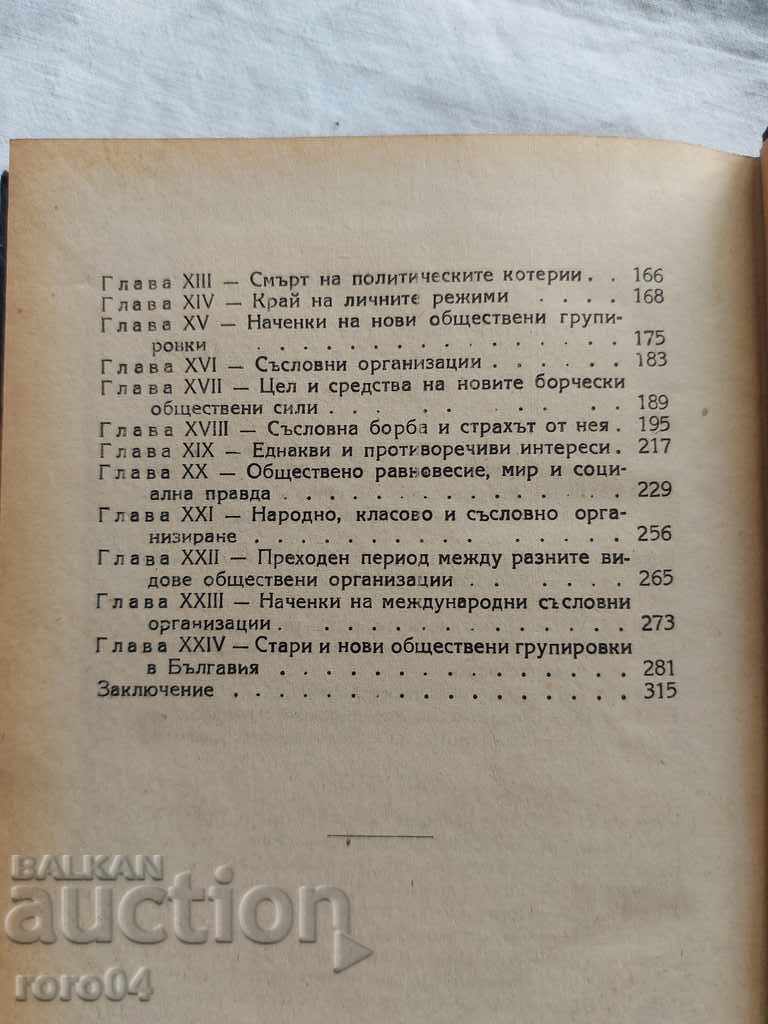 Глава XIII — Смърт на политическите котерии . . 166
Глава XIV — Край на личните режими . . . . 168
Глава XV — Наченки на нови обществени групи-
ровки . . . . . . . . . . . . . . . 175
Глава XVI — Съсловни организации . . . . . . 183
Глава XVII — Цел и средства на новите борчески
обществени сили . . . . . . . . . . . 189
Глава XVIII — Съсловна борба и страхът от нея . 195
Глава XIX — Еднакви и противоречиви интереси . 217
Глава XX — Обществено равновесие, мир и соци-
ална правда . . . . . . . . . . . . . 229
Глава XXI — Народно, класово и съсловно орга-
низиране . . . . . . . . . . . . . . 256
Глава XXII — Преходен период между разните ви-
дове обществени организации . . . . . . 265
Глава XXIII — Наченки на международни съсловни
организации . . . . . . . . . . . . . 273
Глава XXIV — Стари и нови обществени групировки
в Бългавия . . . . . . . . . . . . . 281
Заключение . . . . . . . . . . . . . . . 315
BALKAN
auction
roro04